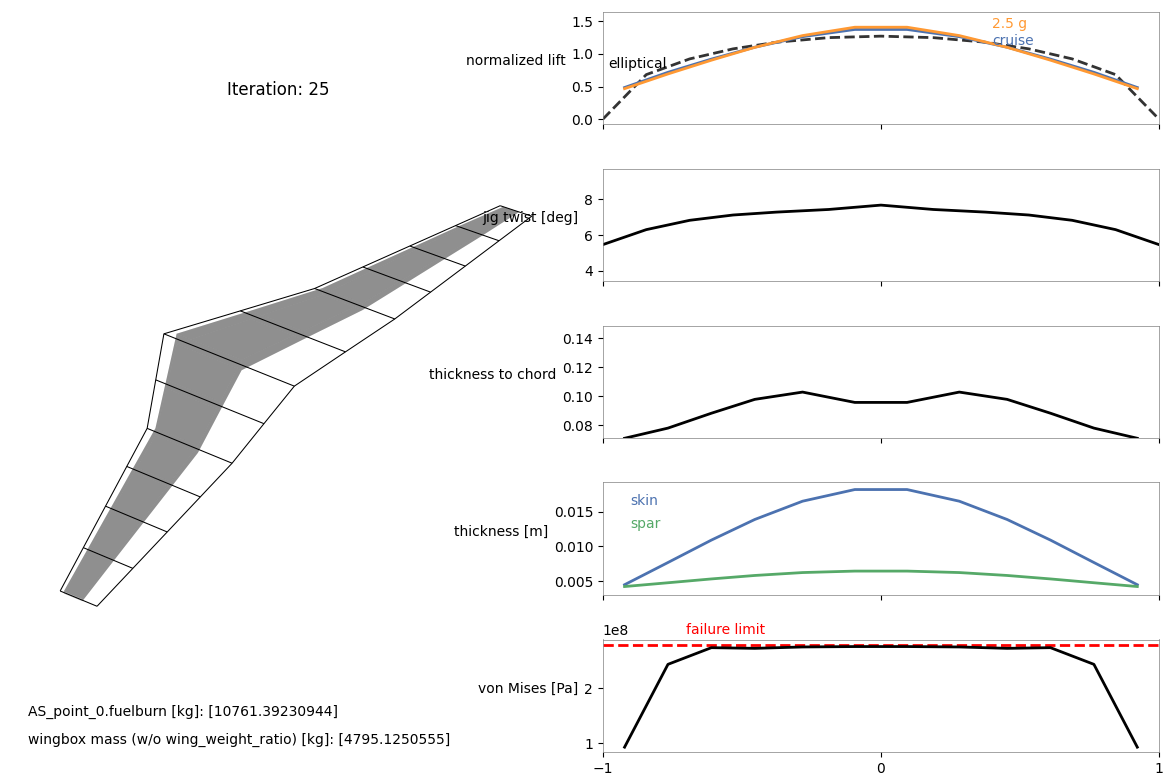 Iteration: 25
normalized lift
1.5
1.0
0.5
0.0
2.5 g
cruise
elliptical
jig twist [deg]
8
6
4
thickness to chord
0.14
0.12
0.10
0.08
thickness [m]
0.015
0.010
0.005
skin
spar
1e8
failure limit
von Mises [Pa]
2
1
−1
0
1
AS_point_0.fuelburn [kg]: [10761.39230944]
wingbox mass (w/o wing_weight_ratio) [kg]: [4795.1250555]